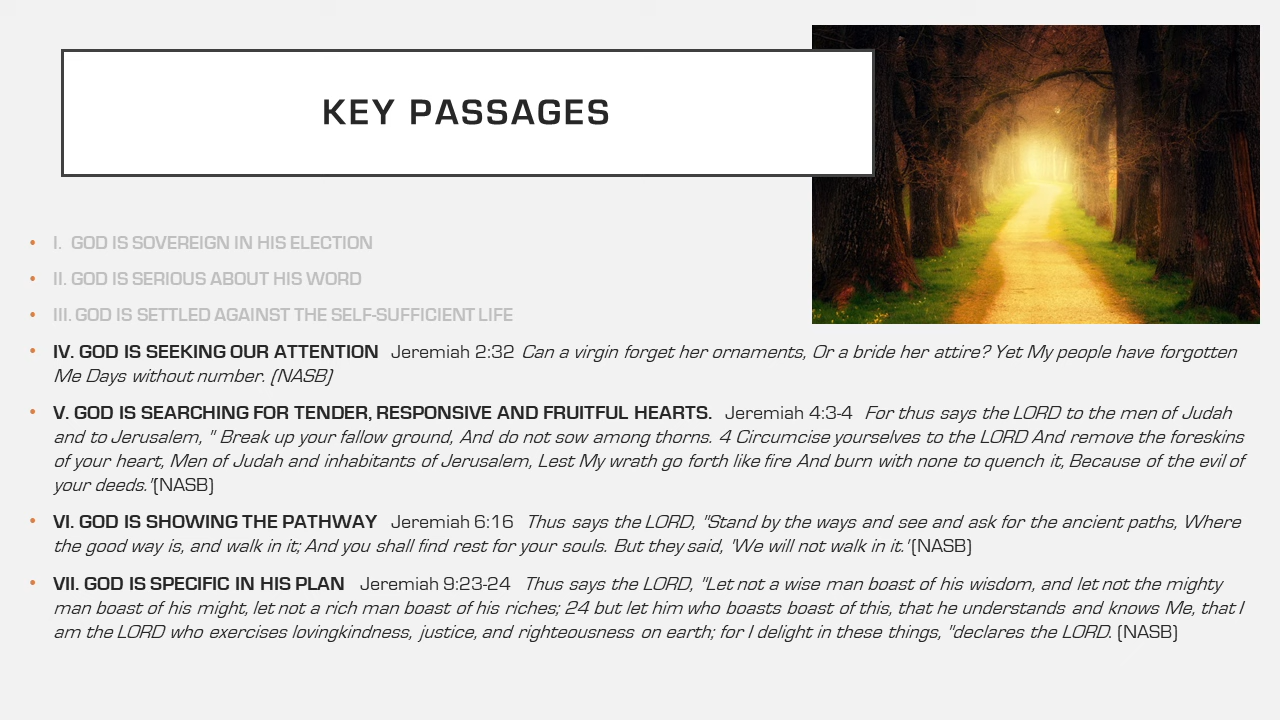 KEY PASSAGES
• I. GOD IS SOVEREIGN IN HIS ELECTION
• II. GOD IS SERIOUS ABOUT HIS WORD
• III. GOD IS SETTLED AGAINST THE SELF-SUFFICIENT LIFE
• IV. GOD IS SEEKING OUR ATTENTION Jeremiah 2:32 Can a virgin forget her ornaments, Or a bride her attire? Yet My people have forgotten
Me Days without number. (NASB)
• V. GOD IS SEARCHING FOR TENDER, RESPONSIVE AND FRUITFUL HEARTS. Jeremiah 4:3-4 For thus says the LORD to the men of Judah
and to Jerusalem, " Break up your fallow ground, And do not sow among thorns. 4 Circumcise yourselves to the LORD And remove the foreskins
of your heart, Men of Judah and inhabitants of Jerusalem, Lest My wrath go forth like fire And burn with none to quench it, Because of the evil of
your deeds."(NASB)
• VI. GOD IS SHOWING THE PATHWAY Jeremiah 6:16 Thus says the LORD, "Stand by the ways and see and ask for the ancient paths, Where
the good way is, and walk in it; And you shall find rest for your souls. But they said, 'We will not walk in it.'(NASB)
• VII. GOD IS SPECIFIC IN HIS PLAN Jeremiah 9:23-24 Thus says the LORD, "Let not a wise man boast of his wisdom, and let not the mighty
man boast of his might, let not a rich man boast of his riches; 24 but let him who boasts boast of this, that he understands and knows Me, that I
am the LORD who exercises lovingkindness, justice, and righteousness on earth; for I delight in these things, "declares the LORD. (NASB)